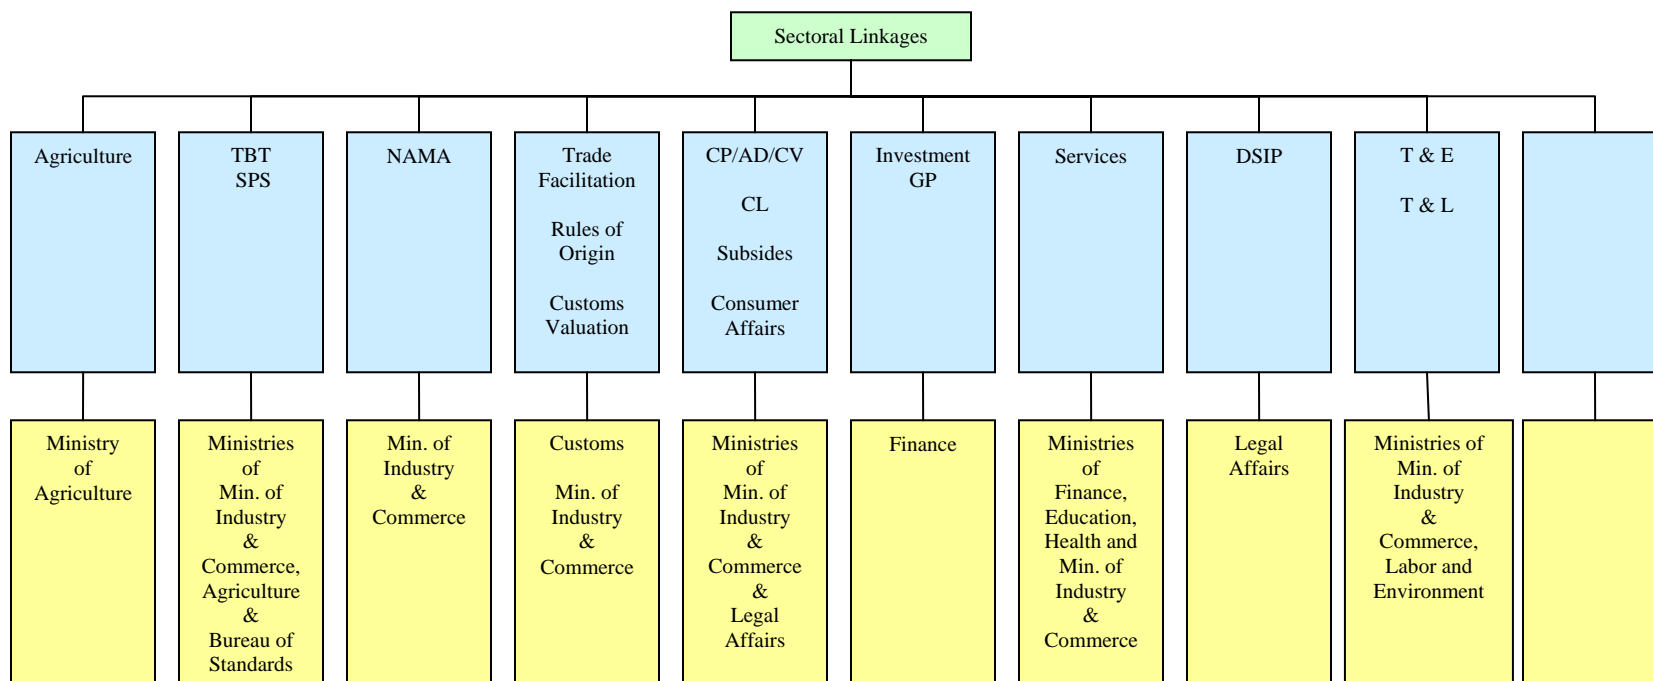 Sectoral Linkages
Agriculture
TBT
SPS
NAMA
Trade
Facilitation
Rules of
Origin
Customs
Valuation
CP/AD/CV
CL
Subsides
Consumer
Affairs
Investment
GP
Services
DSIP
T & E
T & L
Ministry
of
Agriculture
Ministries
of
Min. of
Industry
&
Commerce,
Agriculture
&
Bureau of
Standards
Min. of
Industry
&
Commerce
Customs
Min. of
Industry
&
Commerce
Ministries
of
Min. of
Industry
&
Commerce
&
Legal
Affairs
Finance
Ministries
of
Finance,
Education,
Health and
Min. of
Industry
&
Commerce
Legal
Affairs
Ministries of
Min. of
Industry
&
Commerce,
Labor and
Environment